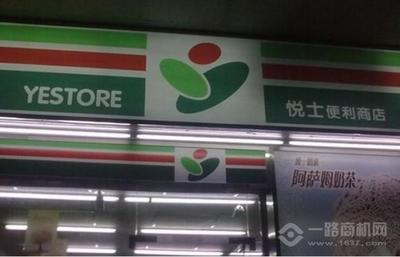 YESTORE
悦士便利商店
阿萨姆奶茶
一路商机网
www.1637.com